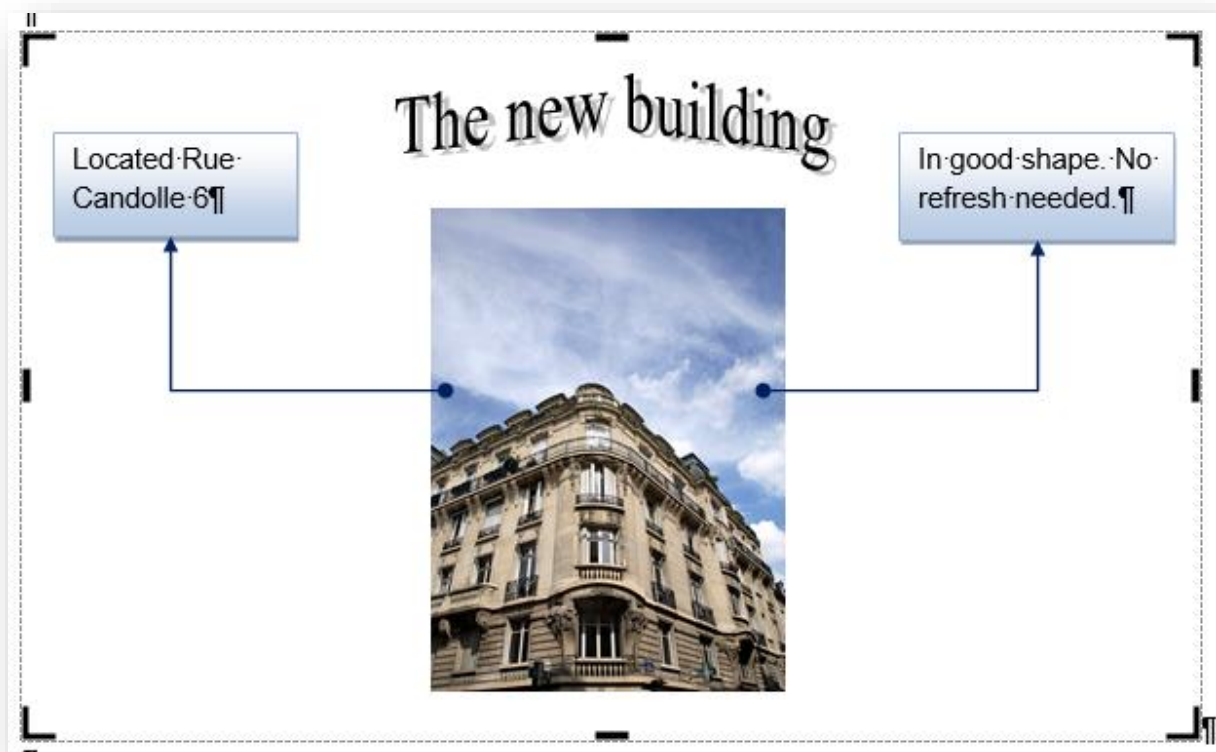 The new building
Located Rue
Candolle 6
In good shape. No
refresh needed.